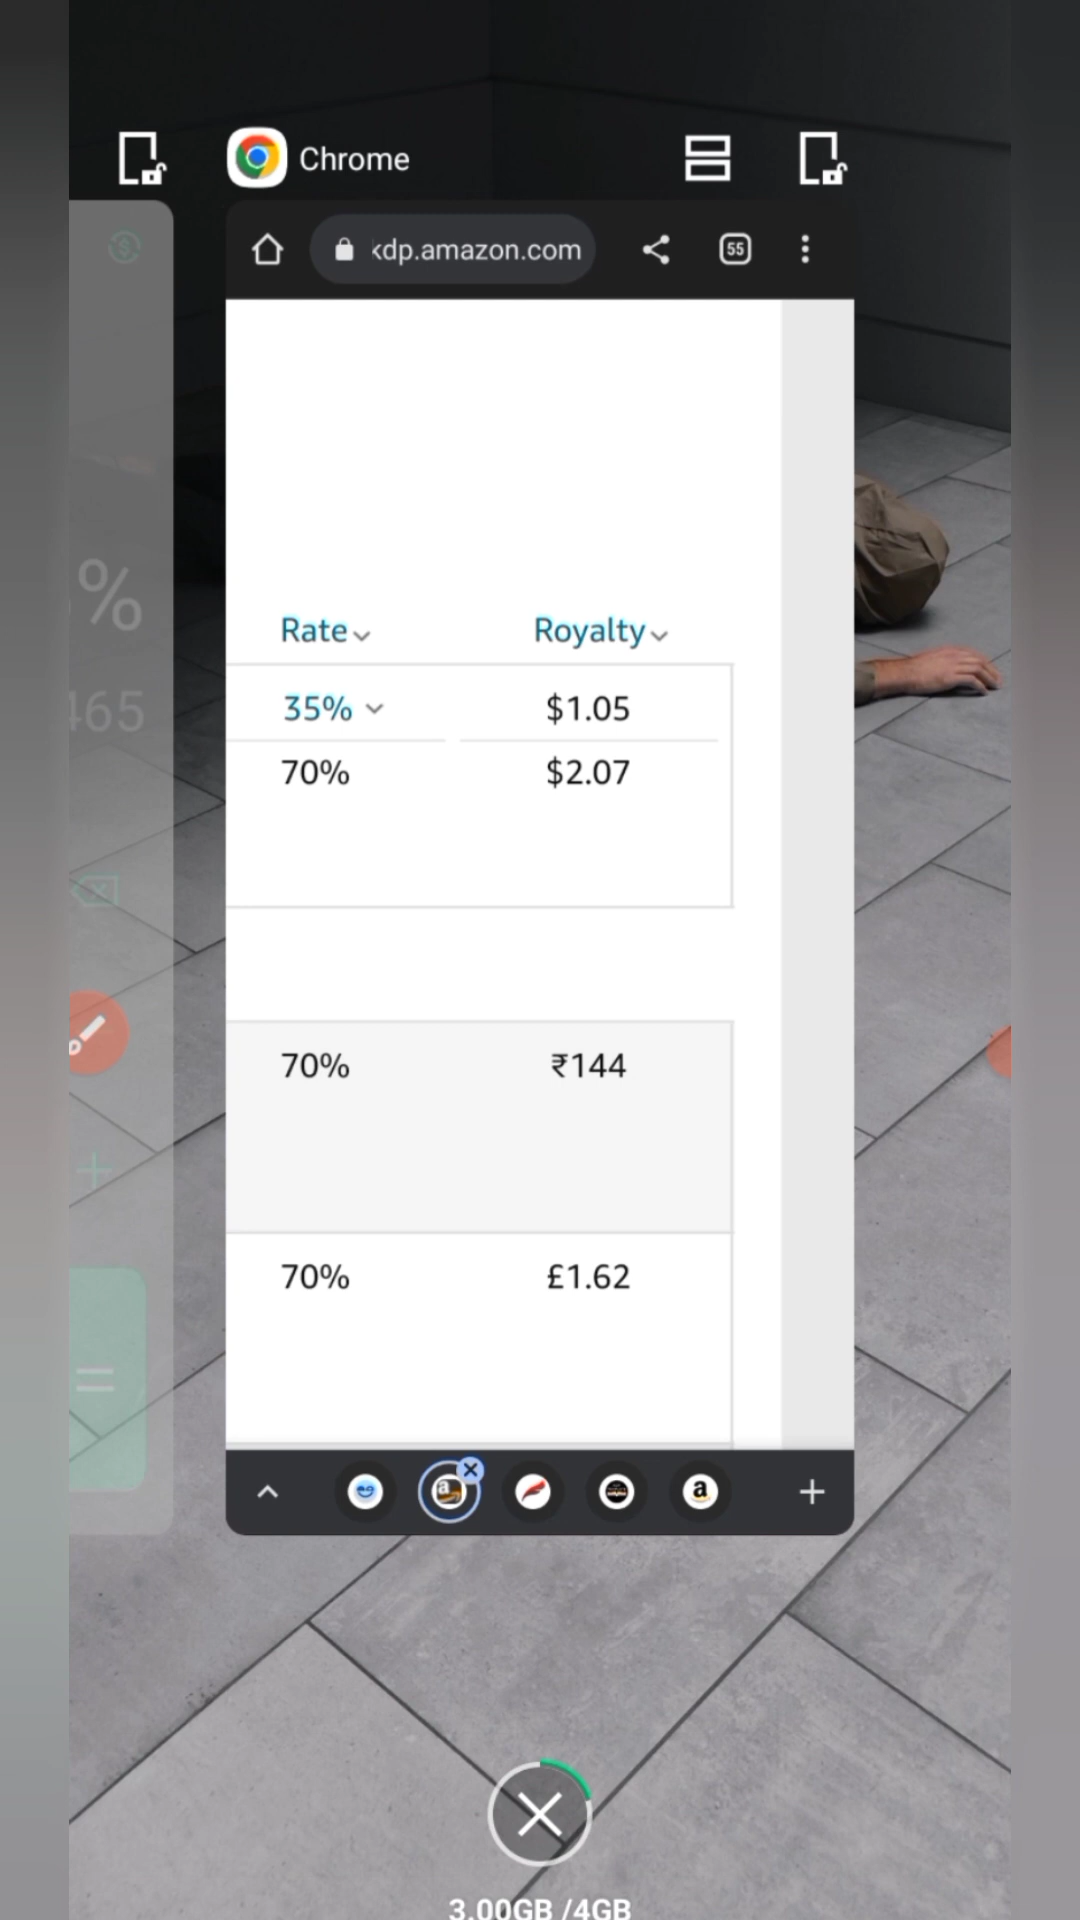 Chrome
kdp.amazon.com
55
%
465
Rate
Royalty
35%
$1.05
70%
$2.07
70%
₹144
70%
£1.62
+
=
3.00GB /4GB